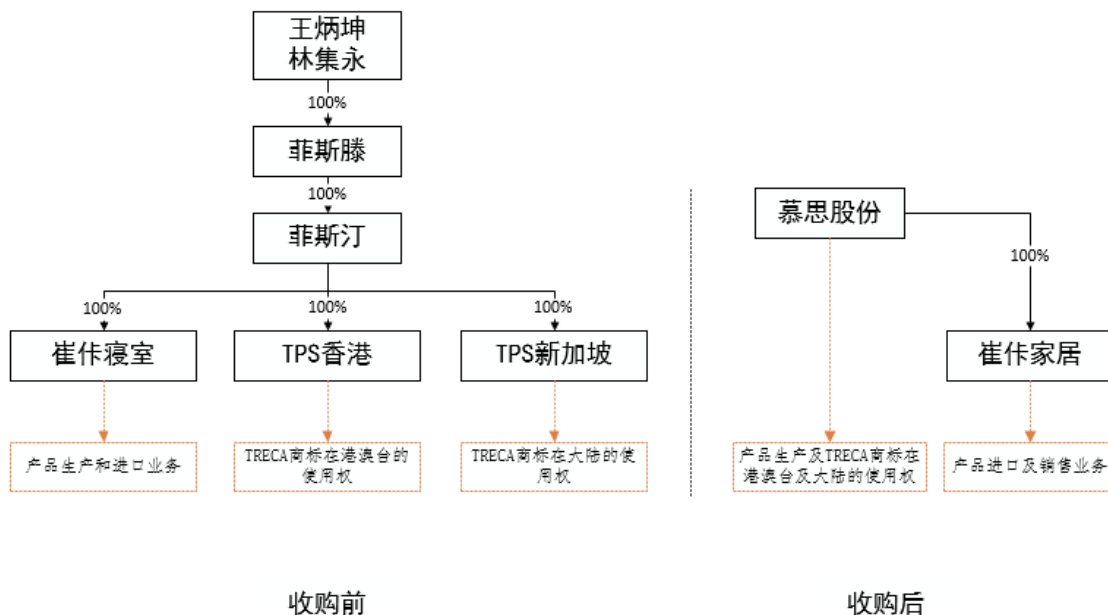 王炳坤
林集永
100%
菲斯滕
100%
菲斯汀
100%
100%
100%
崔佧寝室
TPS香港
TPS新加坡
产品生产和进口业务
TRECA商标在港澳台的
使用权
TRECA商标在大陆的使
用权
收购前
慕思股份
100%
崔佧家居
产品生产及TRECA商标在
港澳台及大陆的使用权
产品进口及销售业务
收购后